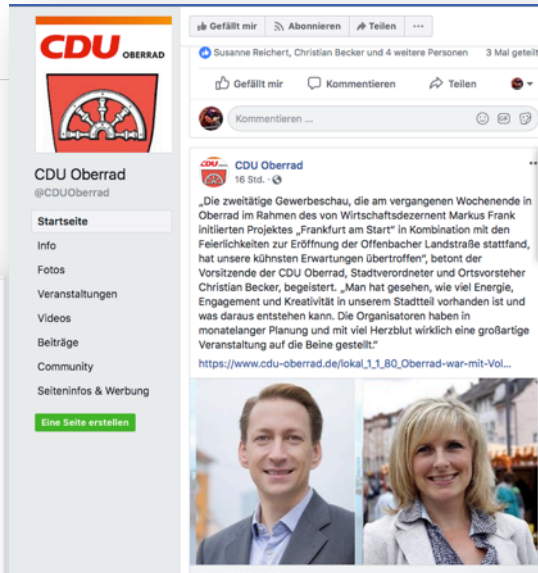 CDU OBERRAD
CDU Oberrad
@CDUOberrad
Startseite
Info
Fotos
Veranstaltungen
Videos
Beiträge
Community
Seiteninfos & Werbung
Eine Seite erstellen
Gefällt mir Abonnieren Teilen ...
Susanne Reichert, Christian Becker und 4 weitere Personen 3 Mal geteilt
Gefällt mir Kommentieren Teilen
Kommentieren ...
GIF
CDU Oberrad
16 Std. ·
„Die zweitätige Gewerbeschau, die am vergangenen Wochenende in
Oberrad im Rahmen des von Wirtschaftsdezernent Markus Frank
initiierten Projektes „Frankfurt am Start" in Kombination mit den
Feierlichkeiten zur Eröffnung der Offenbacher Landstraße stattfand,
hat unsere kühnsten Erwartungen übertroffen", betont der
Vorsitzende der CDU Oberrad, Stadtverordneter und Ortsvorsteher
Christian Becker, begeistert. „Man hat gesehen, wie viel Energie,
Engagement und Kreativität in unserem Stadtteil vorhanden ist und
was daraus entstehen kann. Die Organisatoren haben in
monatelanger Planung und mit viel Herzblut wirklich eine großartige
Veranstaltung auf die Beine gestellt."
https://www.cdu-oberrad.de/lokal_1_1_80_Oberrad-war-mit-Vol...